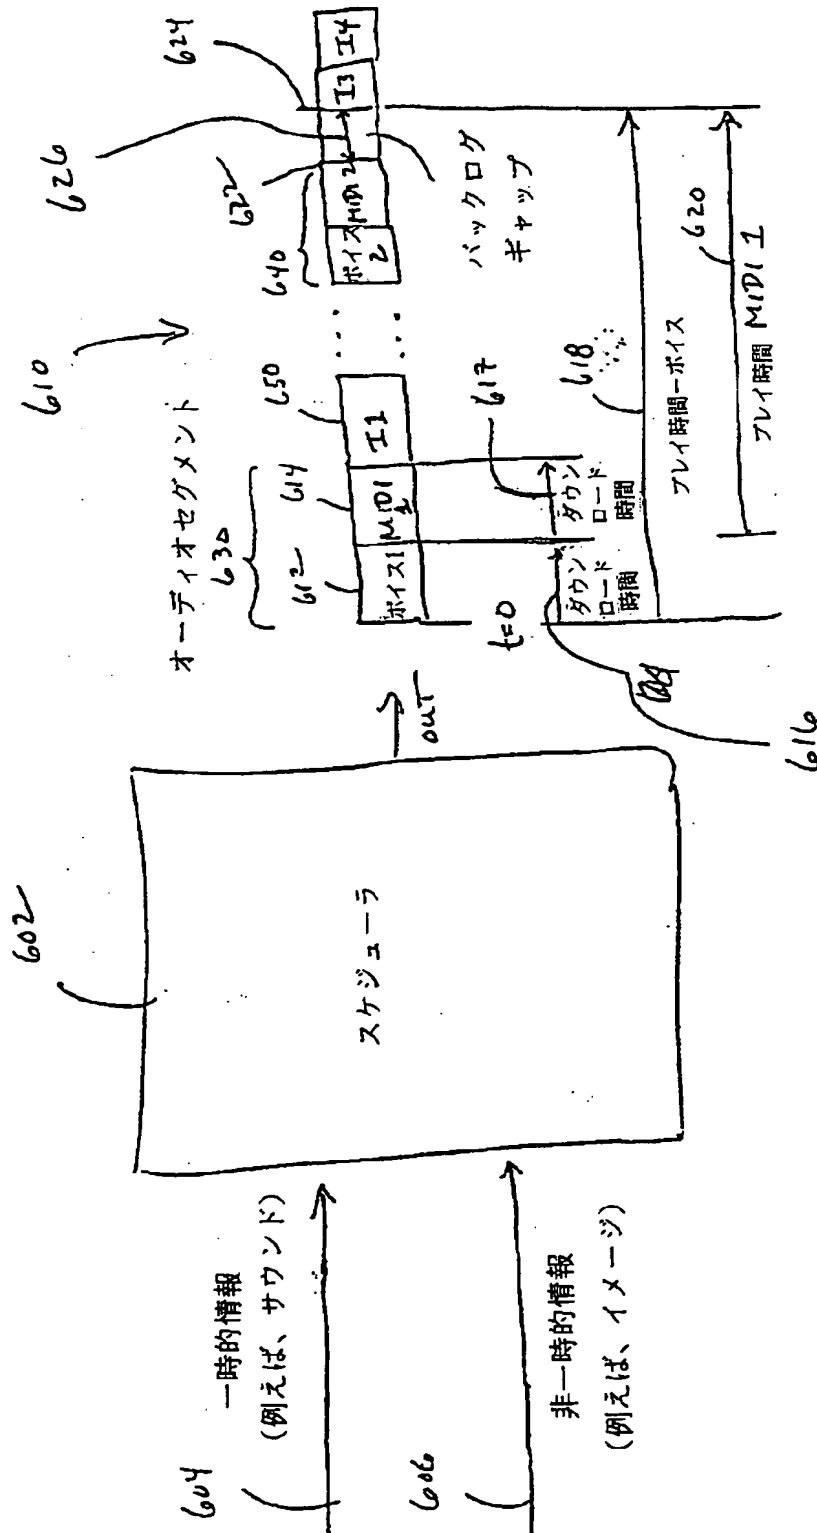 604
一時的情報
(例えば、サウンド)
606
非一時的情報
(例えば、イメージ)
602
スケジューラ
OUT
610
オーディオセグメント
630
612
614
650
ボイス1
MIDI
I1
...
...
640
622
626
624
ボイス
2
MIDI 2
I3
I4
バックログ
ギャップ
t=0
616
617
ダウン
ロード
時間
ダウン
ロード
時間
618
プレイ時間-ボイス
620
プレイ時間 MIDI 1